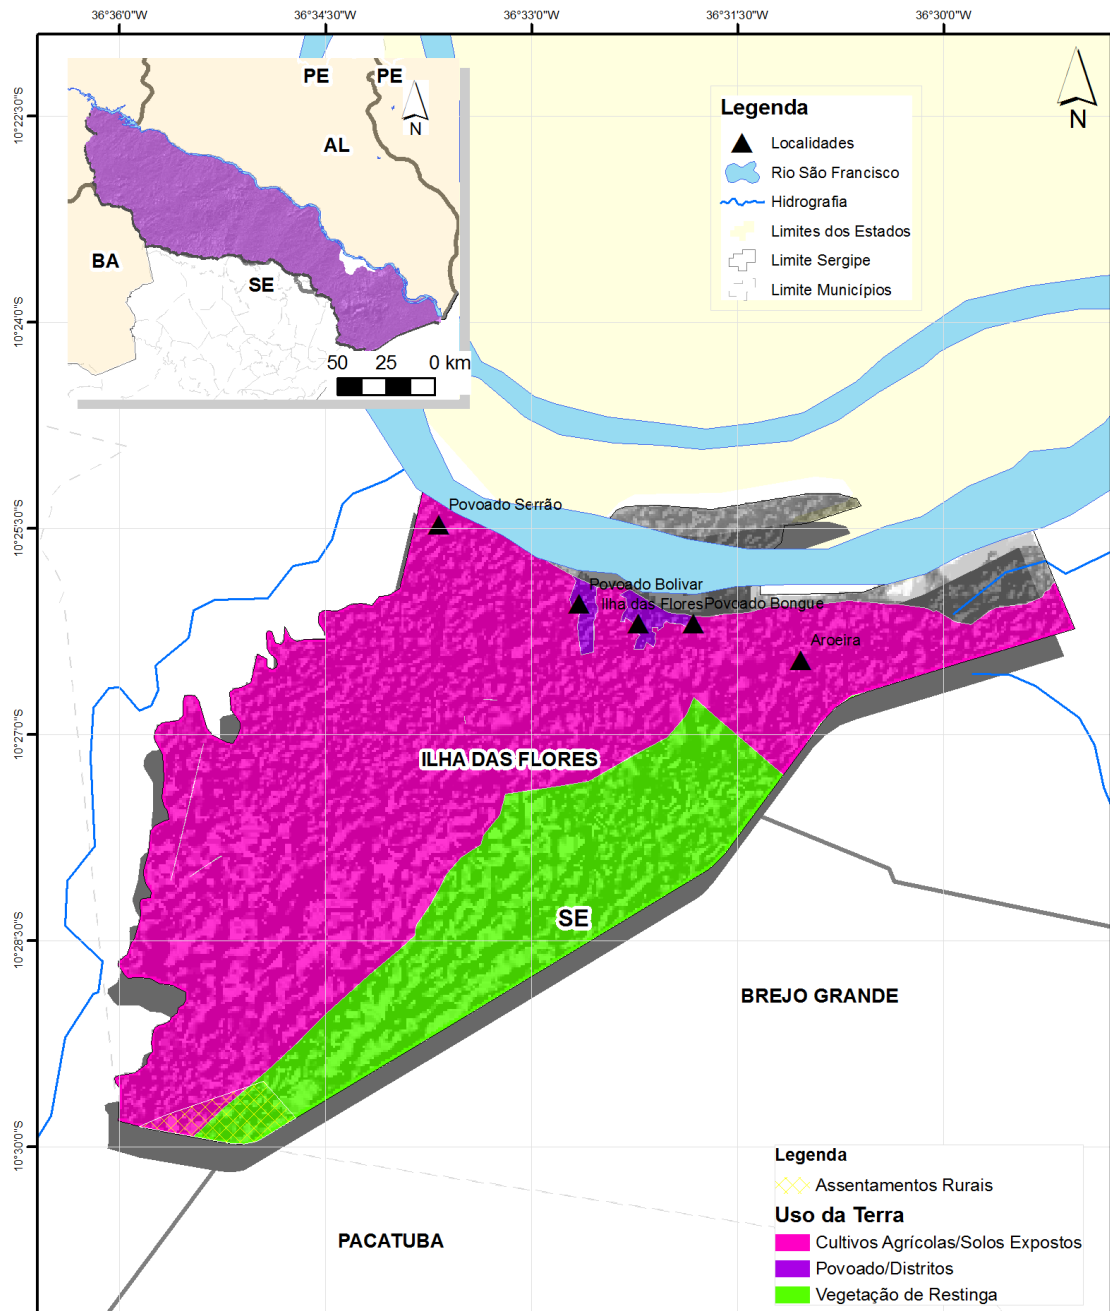 36°36'0"W
36°34'30"W
36°33'0"W
36°31'30"W
36°30'0"W
10°22'30"S
10°24'0"S
10°25'30"S
10°27'0"S
10°28'30"S
10°30'0"S
PE
PE
N
AL
BA
SE
50 25 0 km
N
Legenda
Localidades
Rio São Francisco
Hidrografia
Limites dos Estados
Limite Sergipe
Limite Municípios
Povoado Serrão
Povoado Bolivar
Ilha das Flores
Povoado Bongue
Aroeira
ILHA DAS FLORES
SE
BREJO GRANDE
PACATUBA
Legenda
Assentamentos Rurais
Uso da Terra
Cultivos Agrícolas/Solos Expostos
Povoado/Distritos
Vegetação de Restinga